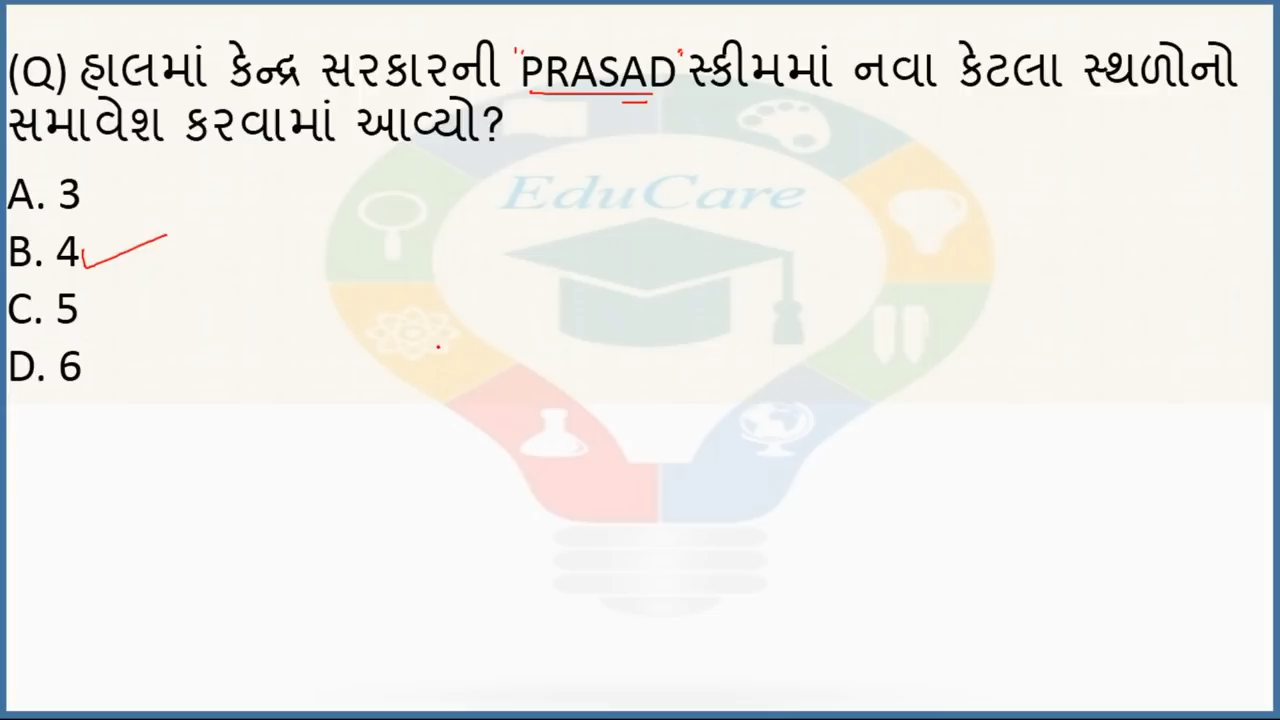 (Q) હાલમાં કેન્દ્ર સરકારની "PRASAD" સ્કીમમાં નવા કેટલા સ્થળોનો
સમાવેશ કરવામાં આવ્યો?
EduCare
A. 3
B. 4
C. 5
D. 6